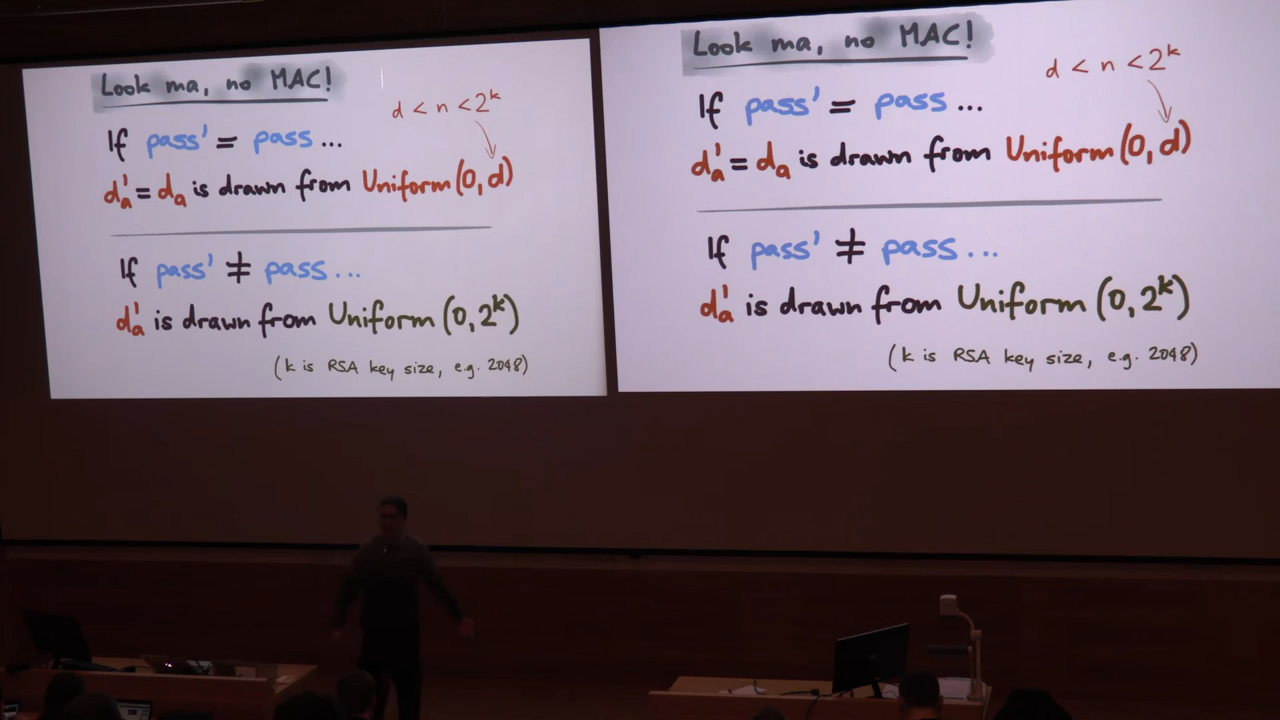 Look ma, no MAC!
d < n < 2^k
If pass' = pass ...
d'a = da is drawn from Uniform (0, d)
If pass' ≠ pass ...
d'a is drawn from Uniform (0, 2^k)
(k is RSA key size, e.g. 2048)
Look ma, no MAC!
d < n < 2^k
If pass' = pass ...
d'a = da is drawn from Uniform (0, d)
If pass' ≠ pass ...
d'a is drawn from Uniform (0, 2^k)
(k is RSA key size, e.g. 2048)